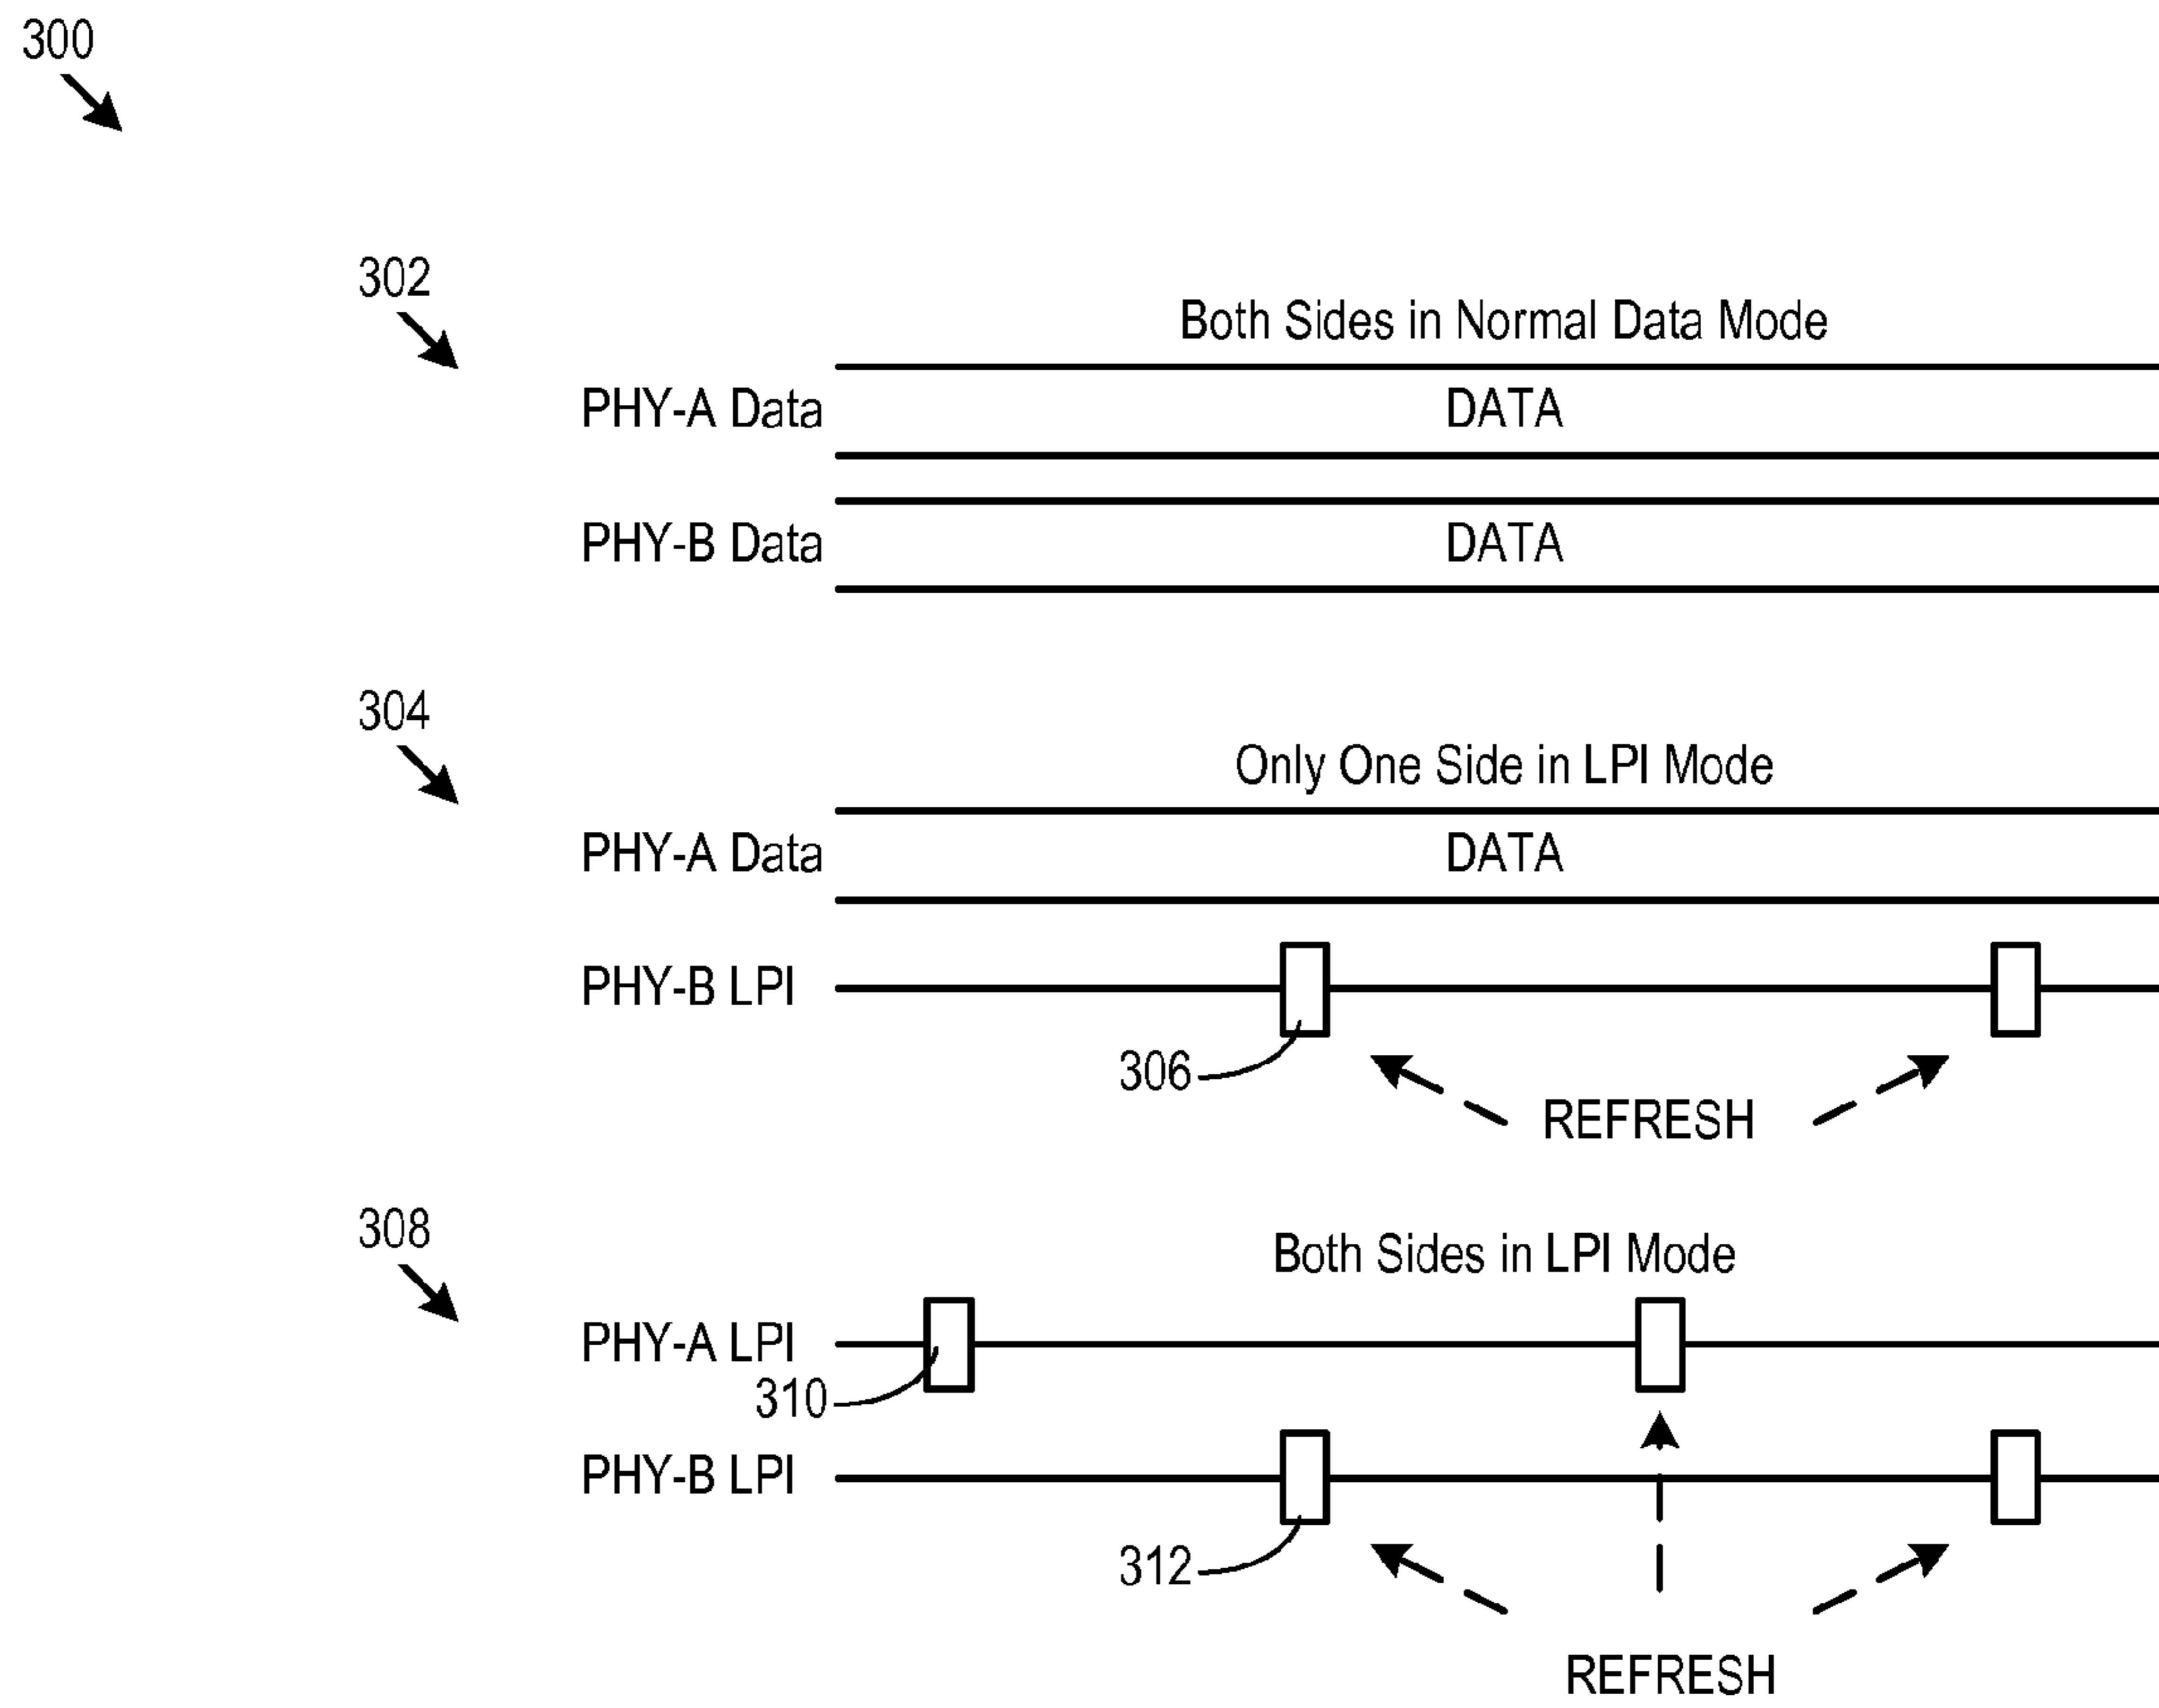 300
302
Both Sides in Normal Data Mode
PHY-A Data DATA
PHY-B Data DATA
304
Only One Side in LPI Mode
PHY-A Data DATA
PHY-B LPI
306
REFRESH
308
Both Sides in LPI Mode
PHY-A LPI
310
PHY-B LPI
312
REFRESH